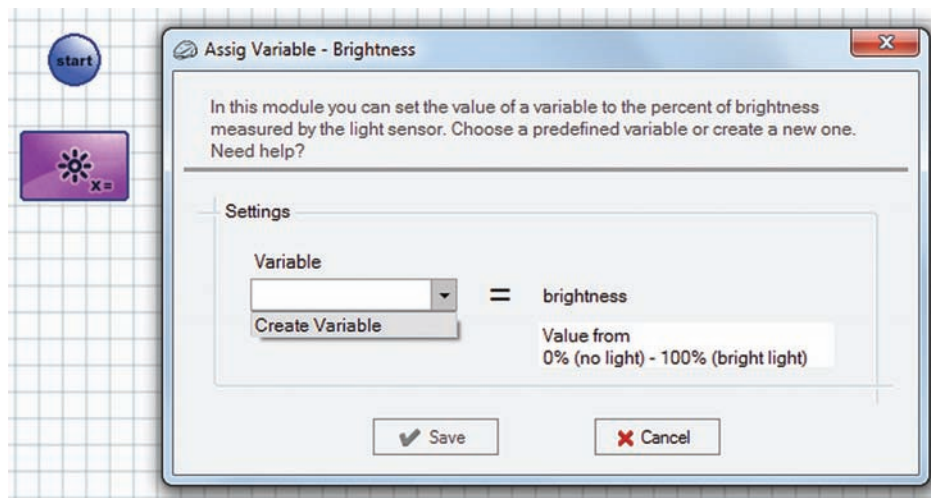 start
Assig Variable - Brightness
In this module you can set the value of a variable to the percent of brightness
measured by the light sensor. Choose a predefined variable or create a new one.
Need help?
x=
Settings
Variable
= brightness
Create Variable
Value from
0% (no light) - 100% (bright light)
Save
Cancel